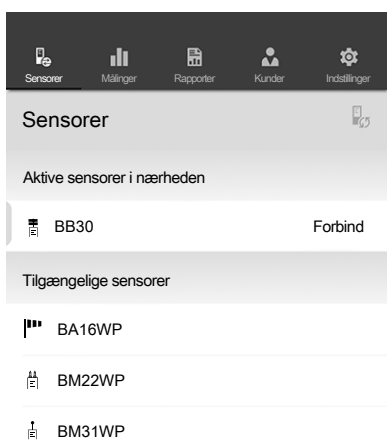 Sensorer Målinger Rapporter Kunder Indstillinger
Sensorer
Aktive sensorer i nærheden
BB30 Forbind
Tilgængelige sensorer
BA16WP
BM22WP
BM31WP